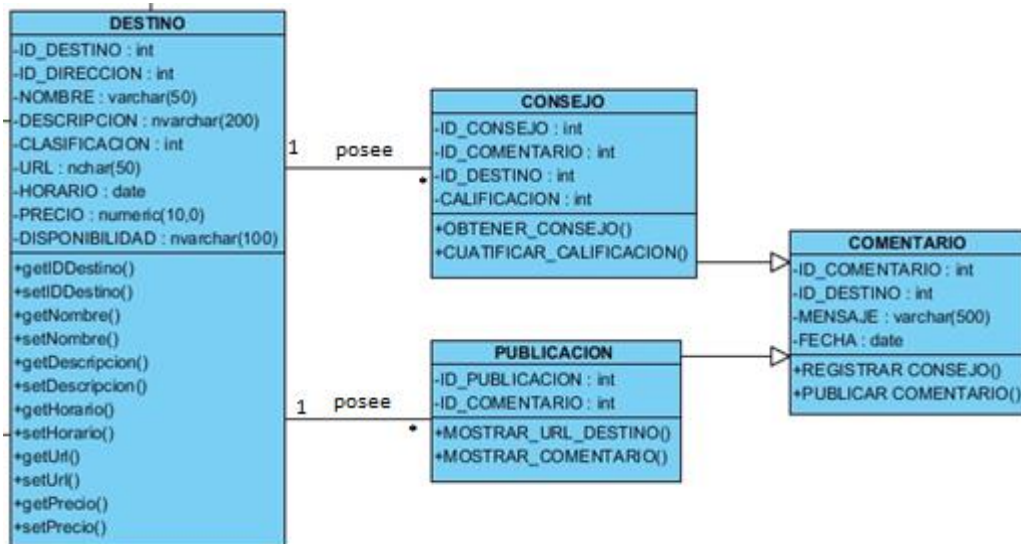 DESTINO
-ID_DESTINO : int
-ID_DIRECCION : int
-NOMBRE : varchar(50)
-DESCRIPCION : nvarchar(200)
-CLASIFICACION : int
-URL : nchar(50)
-HORARIO : date
-PRECIO : numeric(10,0)
-DISPONIBILIDAD : nvarchar(100)
+getIDDestino()
+setIDDestino()
+getNombre()
+setNombre()
+getDescripcion()
+setDescripcion()
+getHorario()
+setHorario()
+getUrl()
+setUrl()
+getPrecio()
+setPrecio()
1 posee *
CONSEJO
-ID_CONSEJO : int
-ID_COMENTARIO : int
-ID_DESTINO : int
-CALIFICACION : int
+OBTENER_CONSEJO()
+CUATIFICAR_CALIFICACION()
1 posee *
PUBLICACION
-ID_PUBLICACION : int
-ID_COMENTARIO : int
+MOSTRAR_URL_DESTINO()
+MOSTRAR_COMENTARIO()
COMENTARIO
-ID_COMENTARIO : int
-ID_DESTINO : int
-MENSAJE : varchar(500)
-FECHA : date
+REGISTRAR CONSEJO()
+PUBLICAR COMENTARIO()